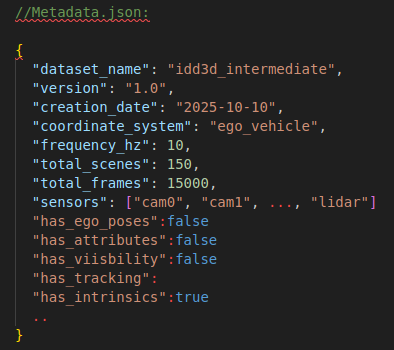 //Metadata.json:
{
"dataset_name": "idd3d_intermediate",
"version": "1.0",
"creation_date": "2025-10-10",
"coordinate_system": "ego_vehicle",
"frequency_hz": 10,
"total_scenes": 150,
"total_frames": 15000,
"sensors": ["cam0", "cam1", ..., "lidar"]
"has_ego_poses":false
"has_attributes":false
"has_viisbility":false
"has_tracking":
"has_intrinsics":true
..
}